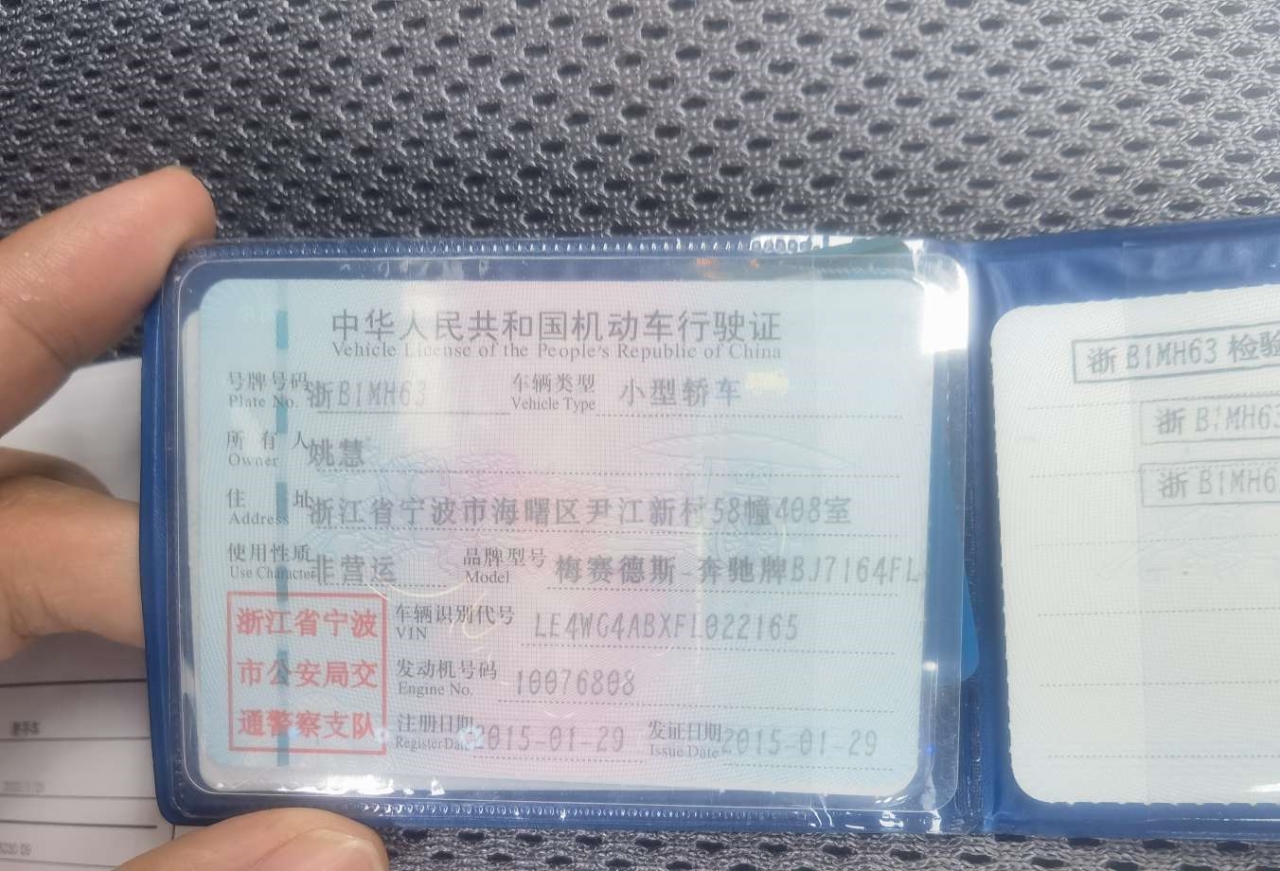 中华人民共和国机动车行驶证
Vehicle License of the People's Republic of China
号牌号码 浙B1MH63 车辆类型 小型轿车
Plate No. Vehicle Type
所有人 姚慧
Owner
住址 浙江省宁波市海曙区尹江新村58幢408室
Address
使用性质 非营运 品牌型号 梅赛德斯-奔驰牌BJ7164FL
Use Character Model
浙江省宁波
市公安局交
通警察支队
车辆识别代号 LE4WG4ABXFL022165
VIN
发动机号码 10076808
Engine No.
注册日期 2015-01-29 发证日期 2015-01-29
Register Date Issue Date
浙B1MH63 检验
浙B1MH63
浙B1MH6